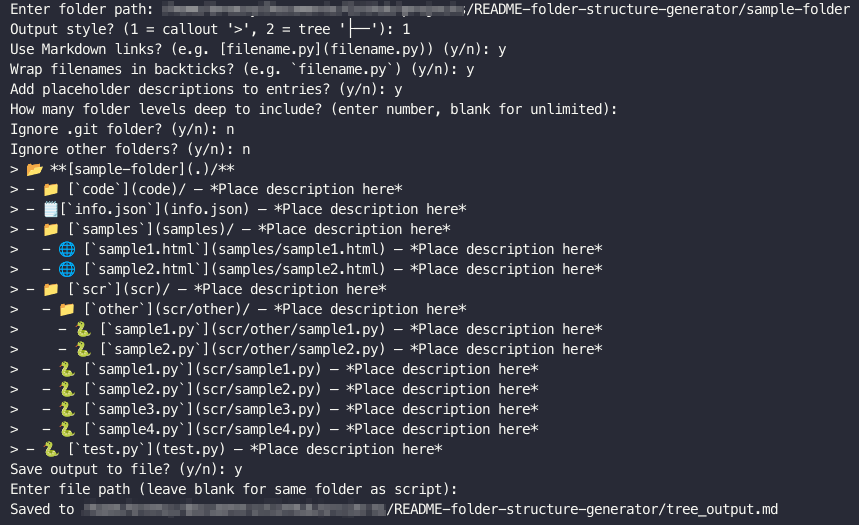 Enter folder path: /README-folder-structure-generator/sample-folder
Output style? (1 = callout '>', 2 = tree '├──'): 1
Use Markdown links? (e.g. [filename.py](filename.py)) (y/n): y
Wrap filenames in backticks? (e.g. `filename.py`) (y/n): y
Add placeholder descriptions to entries? (y/n): y
How many folder levels deep to include? (enter number, blank for unlimited):
Ignore .git folder? (y/n): n
Ignore other folders? (y/n): n
> 📂 **[sample-folder](.)/**
> - 📁 [`code`](code)/ — *Place description here*
> - 🗒️[`info.json`](info.json) — *Place description here*
> - 📁 [`samples`](samples)/ — *Place description here*
>   - 🌐 [`sample1.html`](samples/sample1.html) — *Place description here*
>   - 🌐 [`sample2.html`](samples/sample2.html) — *Place description here*
> - 📁 [`scr`](scr)/ — *Place description here*
>   - 📁 [`other`](scr/other)/ — *Place description here*
>     - 🐍 [`sample1.py`](scr/other/sample1.py) — *Place description here*
>     - 🐍 [`sample2.py`](scr/other/sample2.py) — *Place description here*
>   - 🐍 [`sample1.py`](scr/sample1.py) — *Place description here*
>   - 🐍 [`sample2.py`](scr/sample2.py) — *Place description here*
>   - 🐍 [`sample3.py`](scr/sample3.py) — *Place description here*
>   - 🐍 [`sample4.py`](scr/sample4.py) — *Place description here*
> - 🐍 [`test.py`](test.py) — *Place description here*
Save output to file? (y/n): y
Enter file path (leave blank for same folder as script):
Saved to /README-folder-structure-generator/tree_output.md